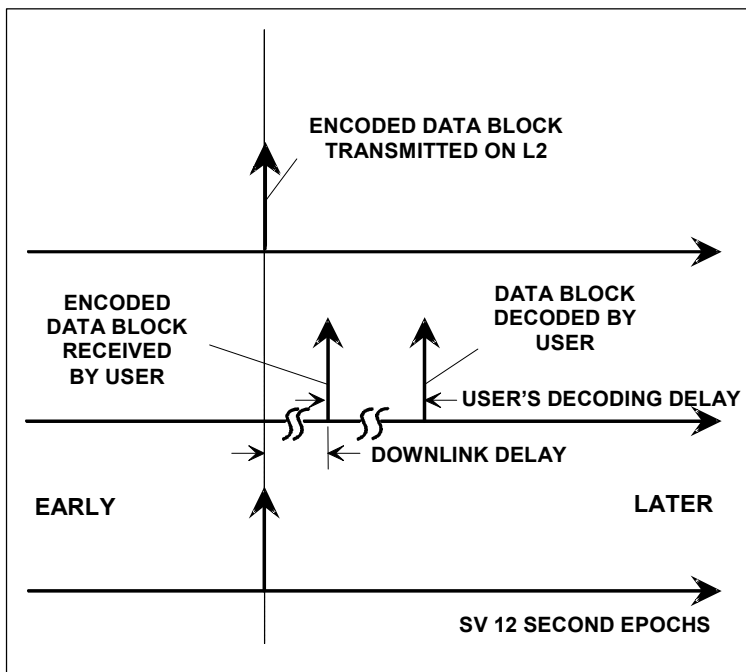 ENCODED DATA BLOCK
TRANSMITTED ON L2
ENCODED
DATA BLOCK
RECEIVED
BY USER
DATA BLOCK
DECODED BY
USER
USER’S DECODING DELAY
DOWNLINK DELAY
EARLY
LATER
SV 12 SECOND EPOCHS